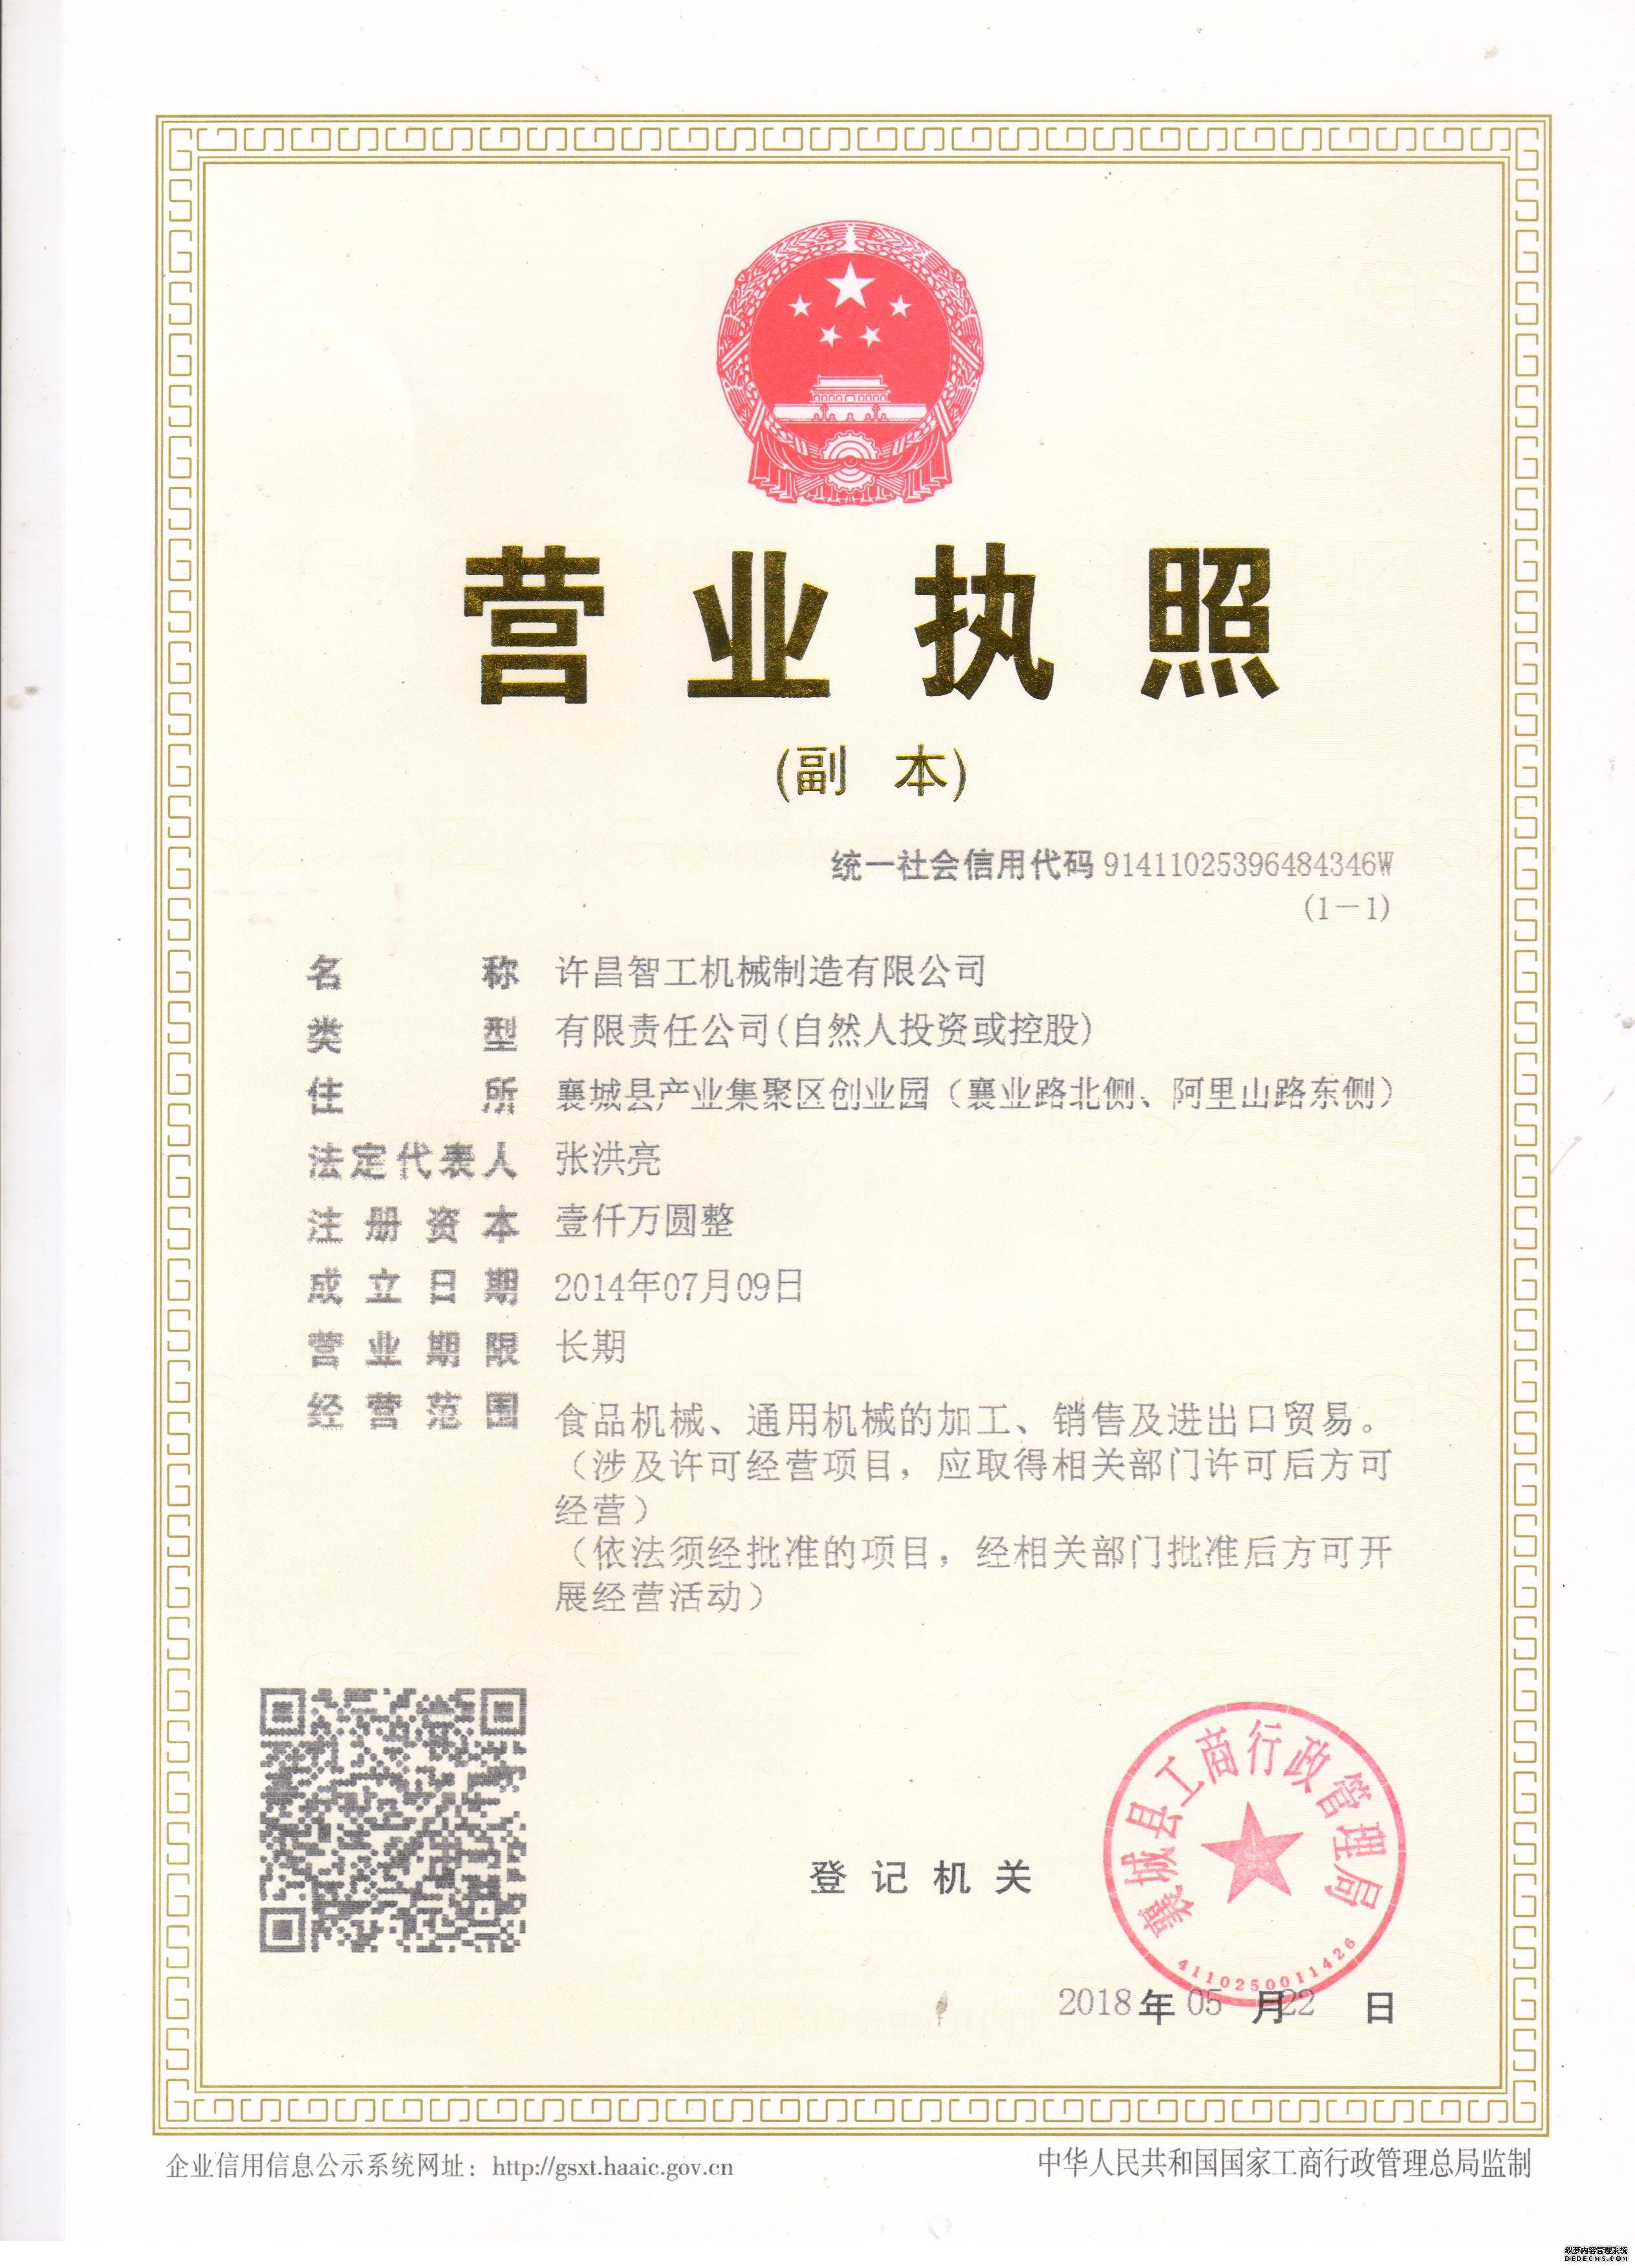 营业执照
(副 本)
统一社会信用代码 91411025396484346W
(1-1)
名 称 许昌智工机械制造有限公司
类 型 有限责任公司(自然人投资或控股)
住 所 襄城县产业集聚区创业园（襄业路北侧、阿里山路东侧）
法定代表人 张洪亮
注册资本 壹仟万圆整
成立日期 2014年07月09日
营业期限 长期
经营范围 食品机械、通用机械的加工、销售及进出口贸易。
（涉及许可经营项目，应取得相关部门许可后方可
经营）
（依法须经批准的项目，经相关部门批准后方可开
展经营活动）
登记机关
襄城县工商行政管理局
4110250011426
2018年05月22日
企业信用信息公示系统网址：http://gsxt.haaic.gov.cn
中华人民共和国国家工商行政管理总局监制
织梦内容管理系统
DEDECMS.COM